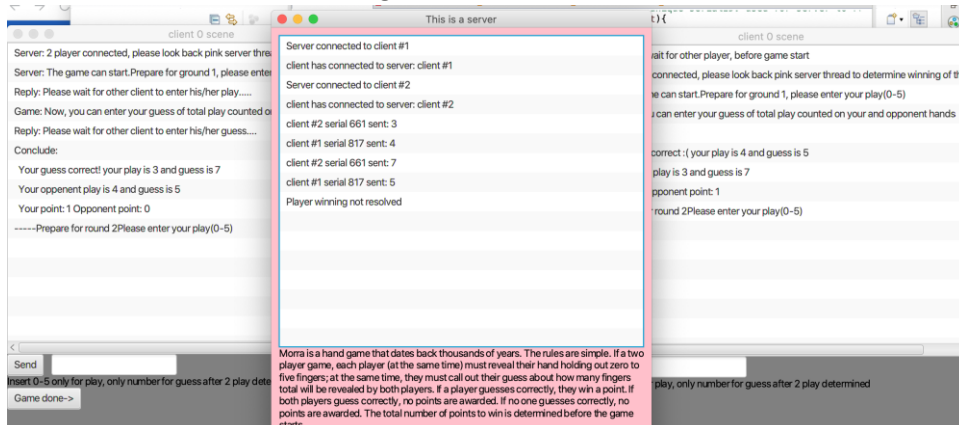 This is a server
client 0 scene
client 0 scene
Server: 2 player connected, please look back pink server
Server: The game can start.Prepare for ground 1, please enter
Reply: Please wait for other client to enter his/her play.....
Game: Now, you can enter your guess of total play counted
Reply: Please wait for other client to enter his/her guess....
Conclude:
Your guess correct! your play is 3 and guess is 7
Your oppenent play is 4 and guess is 5
Your point: 1 Opponent point: 0
-----Prepare for round 2Please enter your play(0-5)
Send
Insert 0-5 only for play, only number for guess after 2 play
Game done->
Server connected to client #1
client has connected to server: client #1
Server connected to client #2
client has connected to server: client #2
client #2 serial 661 sent: 3
client #1 serial 817 sent: 4
client #2 serial 661 sent: 7
client #1 serial 817 sent: 5
Player winning not resolved
Morra is a hand game that dates back thousands of years. The rules are simple. If a two
player game, each player (at the same time) must reveal their hand holding out zero to
five fingers; at the same time, they must call out their guess about how many fingers
total will be revealed by both players. If a player guesses correctly, they win a point. If
both players guess correctly, no points are awarded. If no one guesses correctly, no
points are awarded. The total number of points to win is determined before the game
starts
for other player, before game start
connected, please look back pink server thread to determine winning of
can start.Prepare for ground 1, please enter your play(0-5)
can enter your guess of total play counted on your and opponent hands
correct :( your play is 4 and guess is 5
play is 3 and guess is 7
point: 1
round 2Please enter your play(0-5)
play, only number for guess after 2 play determined